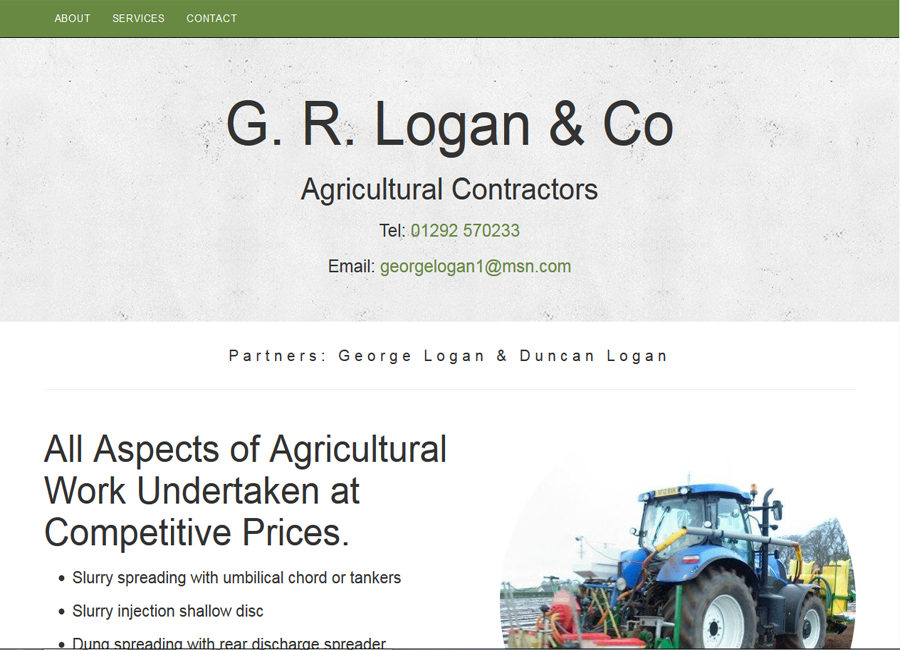 ABOUT SERVICES CONTACT
G. R. Logan & Co
Agricultural Contractors
Tel: 01292 570233
Email: georgelogan1@msn.com
Partners: George Logan & Duncan Logan
All Aspects of Agricultural
Work Undertaken at
Competitive Prices.
• Slurry spreading with umbilical chord or tankers
• Slurry injection shallow disc
• Dung spreading with rear discharge spreader